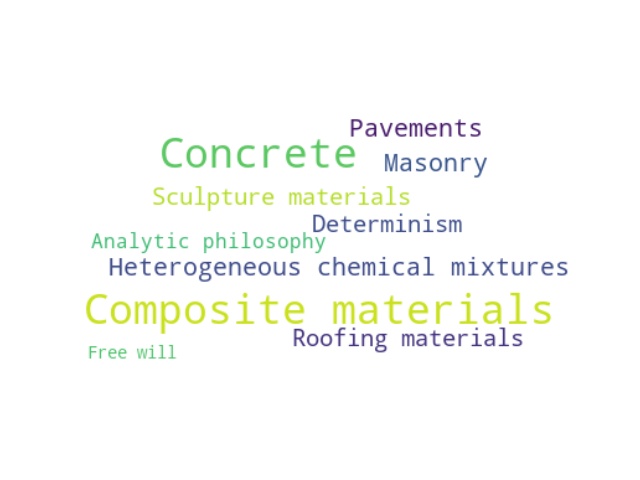 Pavements
Concrete
Masonry
Sculpture materials
Determinism
Analytic philosophy
Heterogeneous chemical mixtures
Composite materials
Roofing materials
Free will